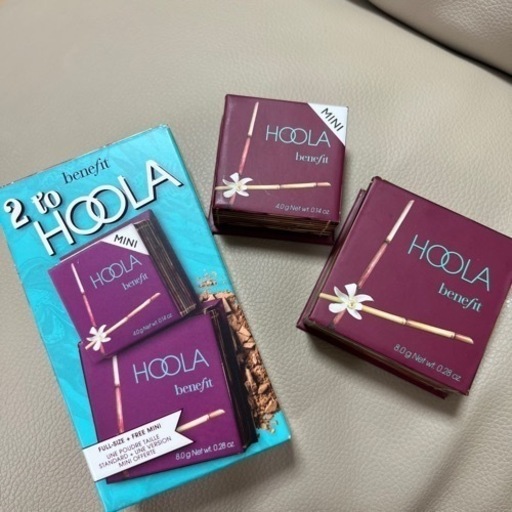 benefit
2 to
HOOLA
MINI
HOOLA
benefit
4.0 g Net wt. 0.14 oz.
HOOLA
benefit
8.0 g Net wt. 0.28 oz.
FULL-SIZE + FREE MINI
UNE POUDRE TAILLE
STANDARD + UNE VERSION
MINI OFFERTE
MINI
HOOLA
benefit
4.0 g Net wt. 0.14 oz.
HOOLA
benefit
8.0 g Net wt. 0.28 oz.